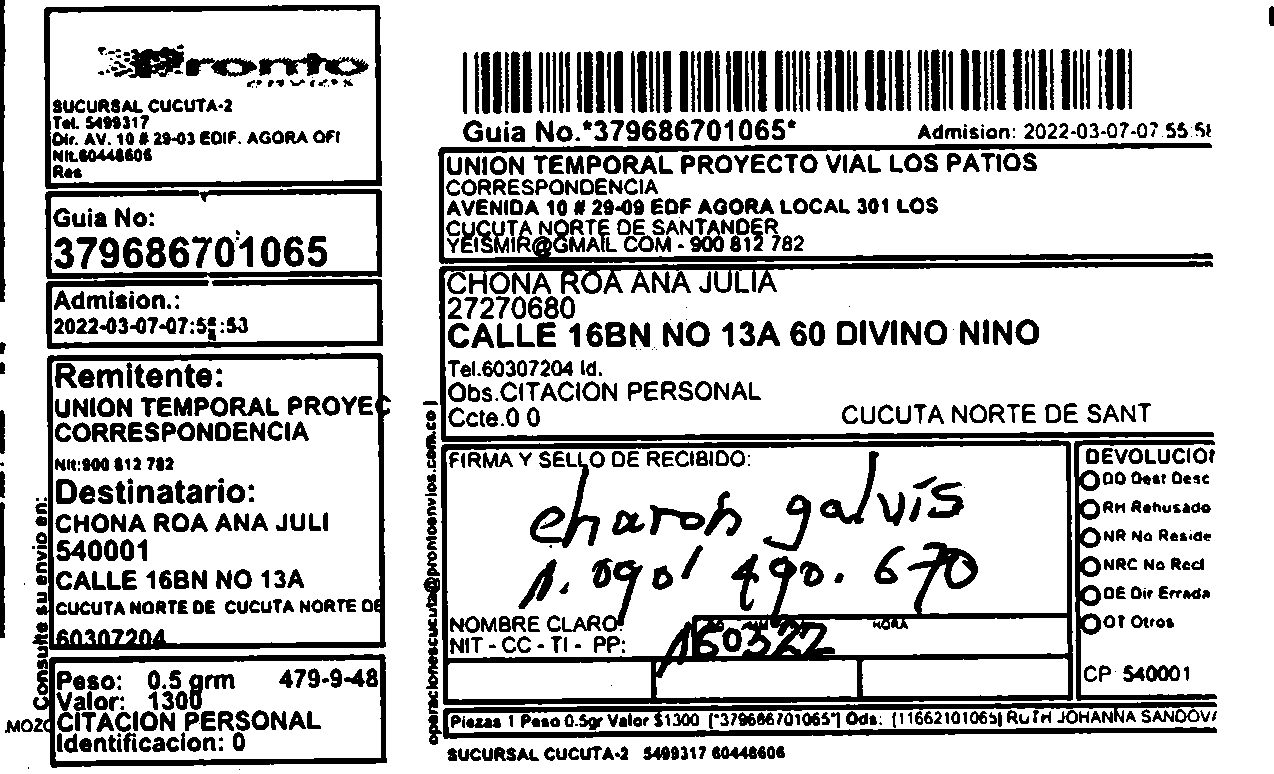 Pronto
envios
SUCURSAL CUCUTA-2
Tel. 5499317
Dir. AV. 10 # 29-03 EDIF. AGORA OFI
Nit.60448606
Res
Guia No:
379686701065
Admision.:
2022-03-07-07:55:53
Remitente:
UNION TEMPORAL PROYEC
CORRESPONDENCIA
Nit:900 812 782
Destinatario:
CHONA ROA ANA JULI
540001
CALLE 16BN NO 13A
CUCUTA NORTE DE CUCUTA NORTE DE
60307204
Peso: 0.5 grm 479-9-48
Valor: 1300
CITACION PERSONAL
Identificacion: 0
Consulte su envio en:
MOZO
Guia No.*379686701065*
Admision: 2022-03-07-07 55:5
UNION TEMPORAL PROYECTO VIAL LOS PATIOS
CORRESPONDENCIA
AVENIDA 10 # 29-09 EDF AGORA LOCAL 301 LOS
CUCUTA NORTE DE SANTANDER
YEISMIR@GMAIL COM - 900 812 782
CHONA ROA ANA JULIA
27270680
CALLE 16BN NO 13A 60 DIVINO NINO
Tel.60307204 Id.
Obs.CITACION PERSONAL
Ccte.0 0 CUCUTA NORTE DE SANT
operacionescucuta@prontoenvios.com.co |
FIRMA Y SELLO DE RECIBIDO:
charon galvis
1.090' 490. 670
NOMBRE CLARO
NIT - CC - TI - PP:
160322
HORA
DEVOLUCION
DD Dest Desc
RH Rehusado
NR No Reside
NRC No Recl
DE Dir Errada
OT Otros
CP 540001
Piezas 1 Peso 0.5gr Valor $1300 [*379686701065*] Ods: [11662101065] RUTH JOHANNA SANDOVA
SUCURSAL CUCUTA-2 5499317 60448606